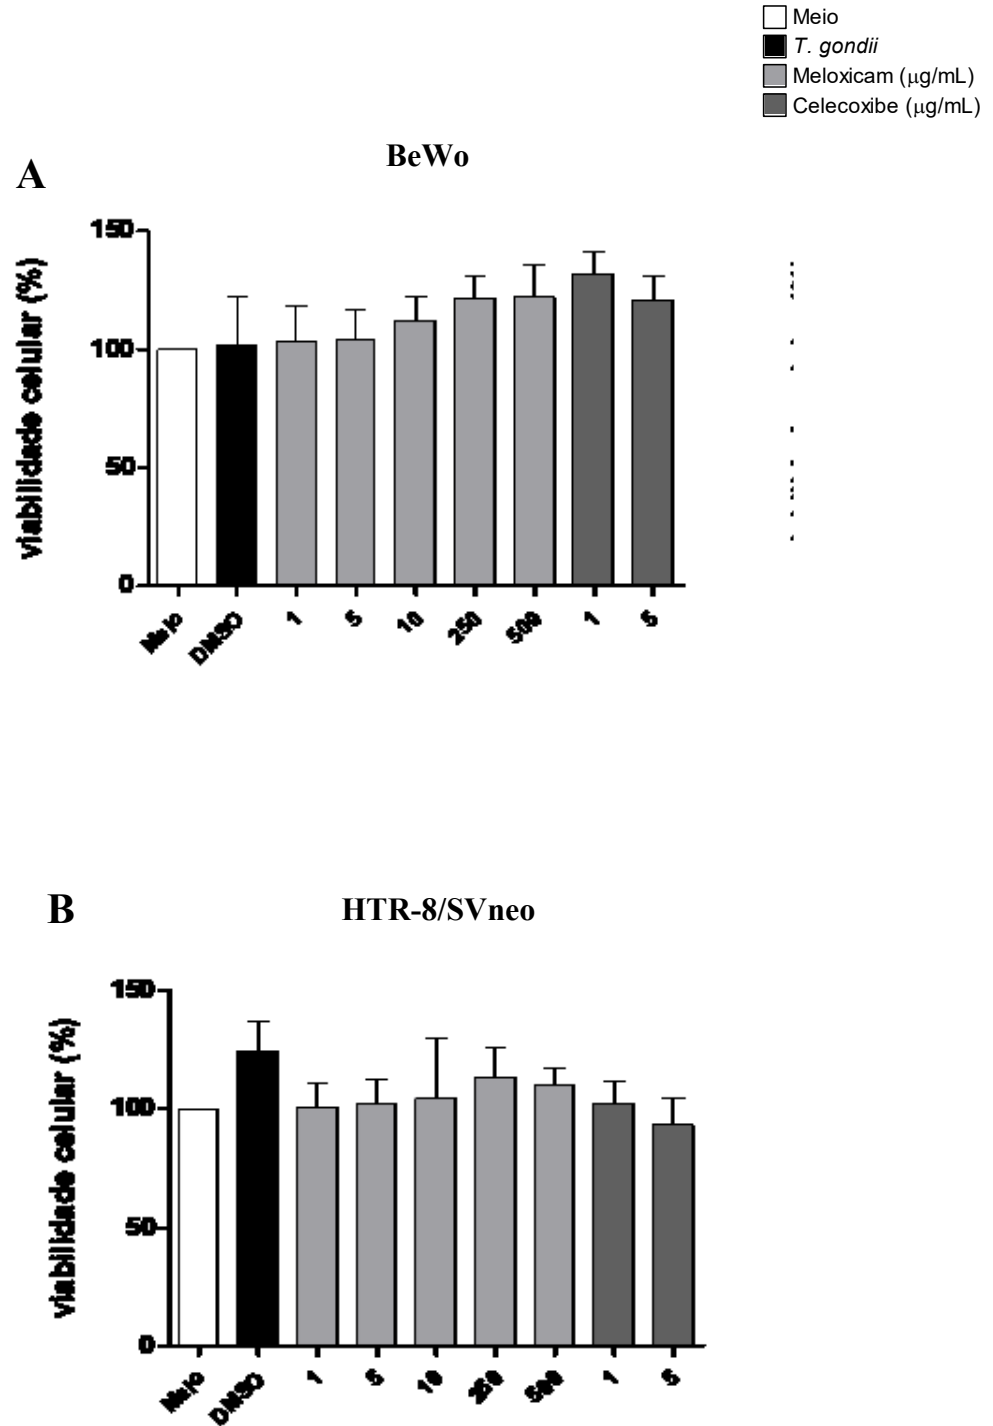 Meio
T. gondii
Meloxicam (μg/mL)
Celecoxibe (μg/mL)
A
BeWo
viabilidade celular (%)
150
100
50
0
Meio DMSO 1 5 10 250 500 1 5
B
HTR-8/SVneo
viabilidade celular (%)
150
100
50
0
Meio DMSO 1 5 10 250 500 1 5